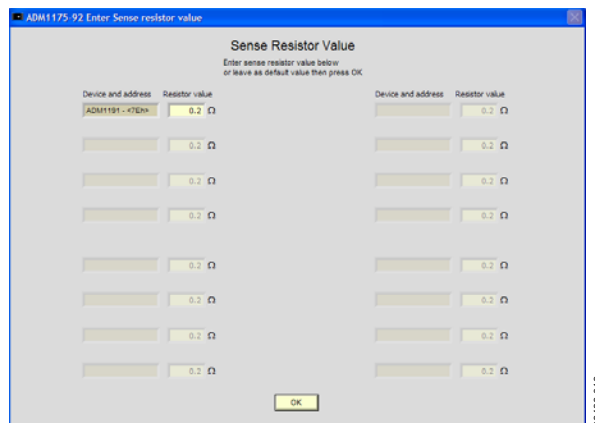 ADM1175-92 Enter Sense resistor value
Sense Resistor Value
Enter sense resistor value below
or leave as default value then press OK
Device and address Resistor value Device and address Resistor value
ADM1191 - <7Eh> 0.2 Ω 0.2 Ω
0.2 Ω 0.2 Ω
0.2 Ω 0.2 Ω
0.2 Ω 0.2 Ω
0.2 Ω 0.2 Ω
0.2 Ω 0.2 Ω
0.2 Ω 0.2 Ω
0.2 Ω 0.2 Ω
OK